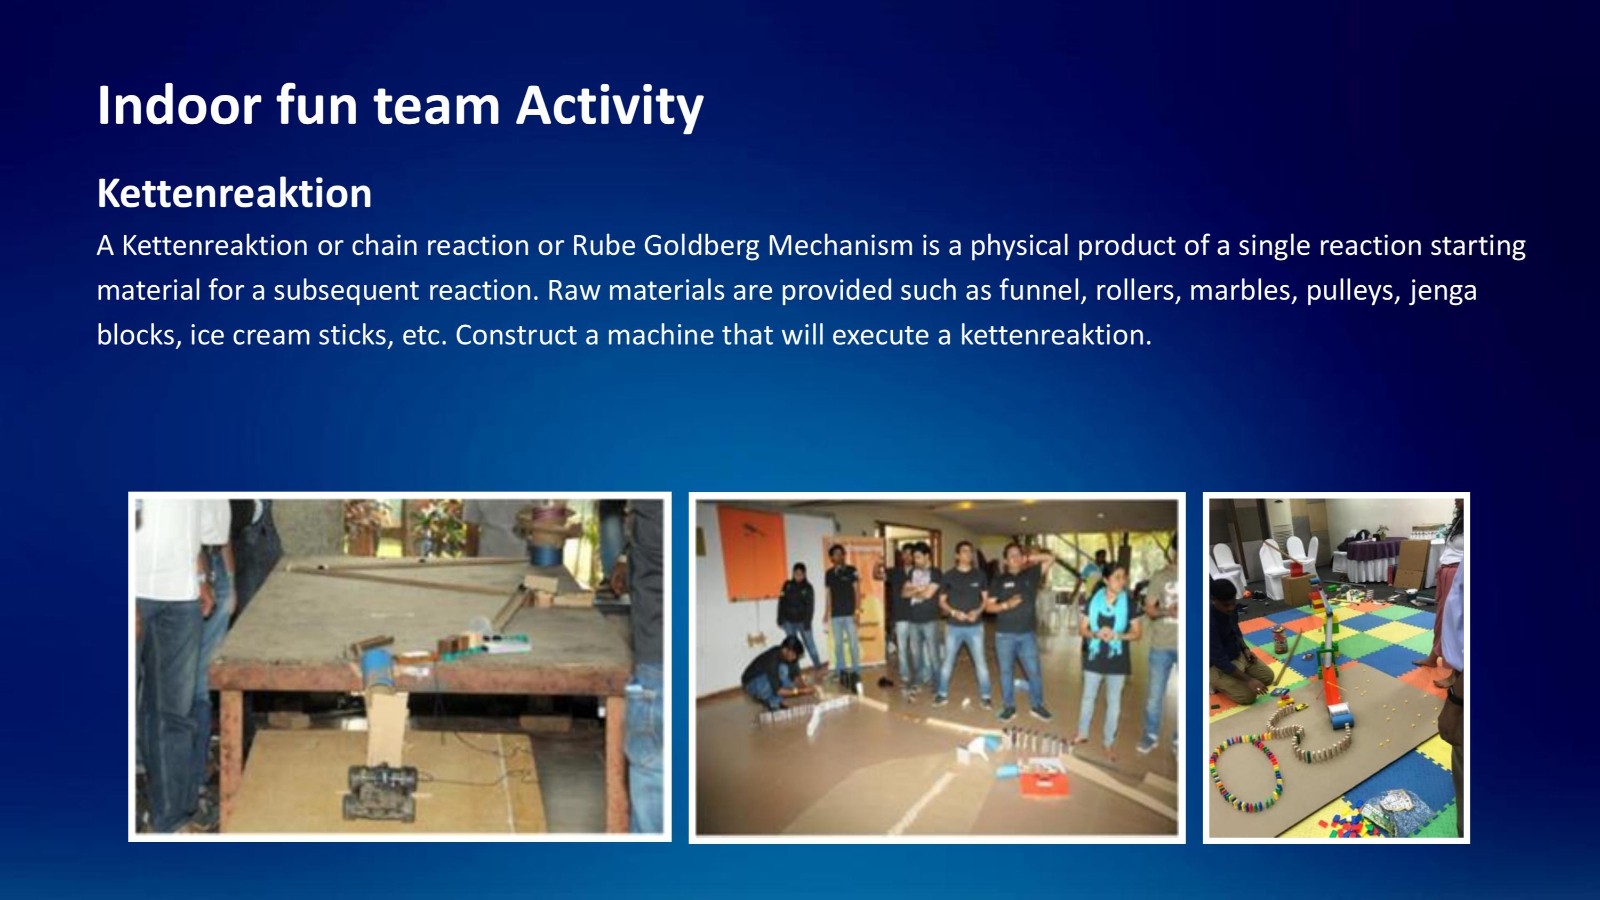 Indoor fun team Activity
Kettenreaktion
A Kettenreaktion or chain reaction or Rube Goldberg Mechanism is a physical product of a single reaction starting
material for a subsequent reaction. Raw materials are provided such as funnel, rollers, marbles, pulleys, jenga
blocks, ice cream sticks, etc. Construct a machine that will execute a kettenreaktion.